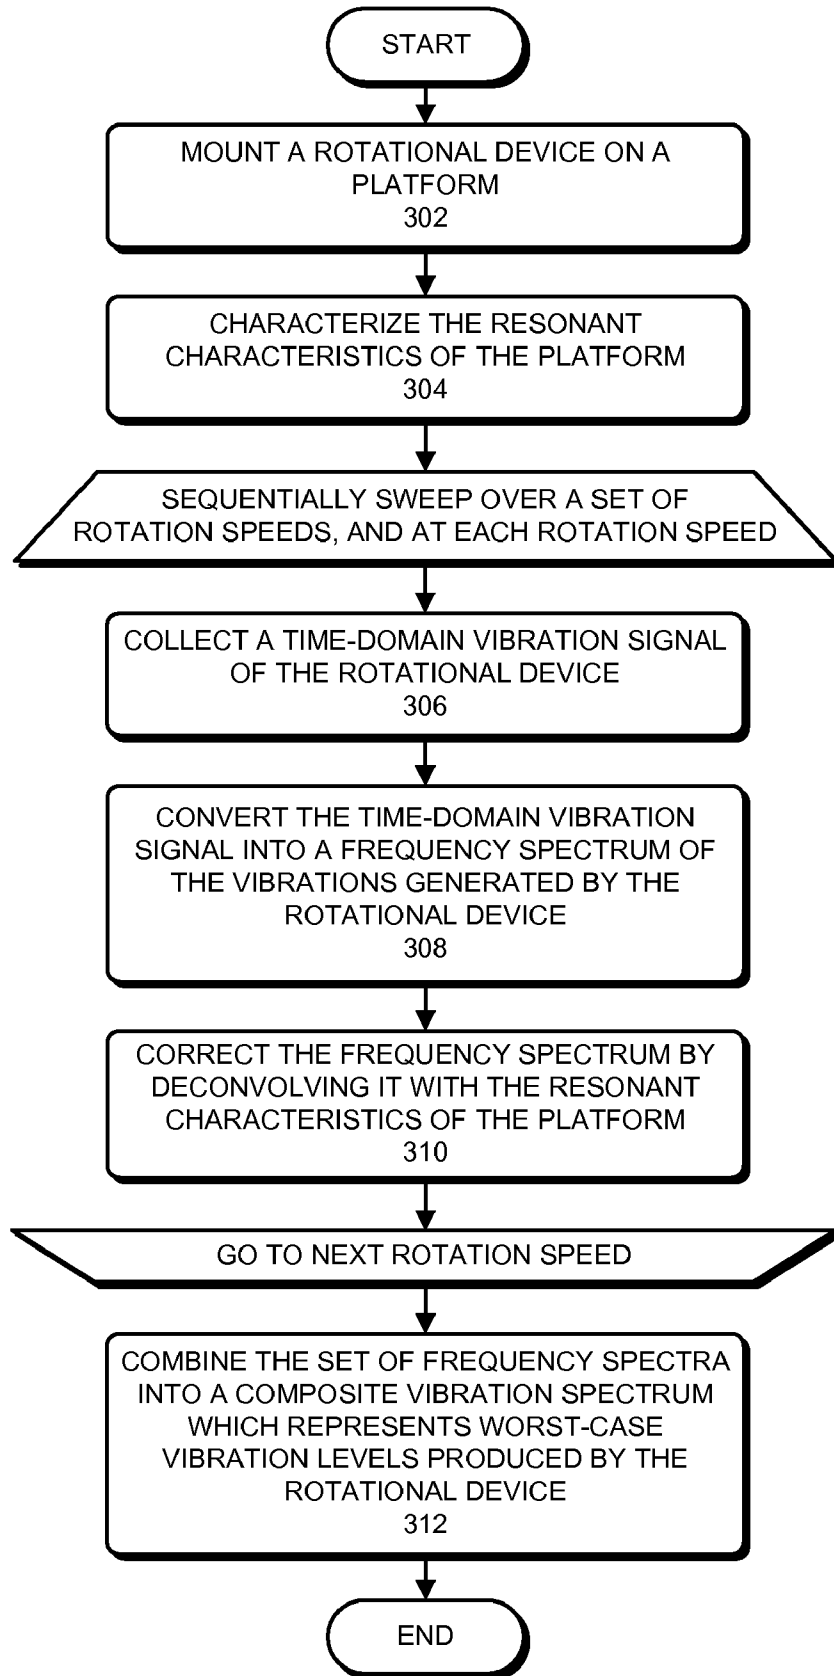 START
MOUNT A ROTATIONAL DEVICE ON A
PLATFORM
302
CHARACTERIZE THE RESONANT
CHARACTERISTICS OF THE PLATFORM
304
SEQUENTIALLY SWEEP OVER A SET OF
ROTATION SPEEDS, AND AT EACH ROTATION SPEED
COLLECT A TIME-DOMAIN VIBRATION SIGNAL
OF THE ROTATIONAL DEVICE
306
CONVERT THE TIME-DOMAIN VIBRATION
SIGNAL INTO A FREQUENCY SPECTRUM OF
THE VIBRATIONS GENERATED BY THE
ROTATIONAL DEVICE
308
CORRECT THE FREQUENCY SPECTRUM BY
DECONVOLVING IT WITH THE RESONANT
CHARACTERISTICS OF THE PLATFORM
310
GO TO NEXT ROTATION SPEED
COMBINE THE SET OF FREQUENCY SPECTRA
INTO A COMPOSITE VIBRATION SPECTRUM
WHICH REPRESENTS WORST-CASE
VIBRATION LEVELS PRODUCED BY THE
ROTATIONAL DEVICE
312
END